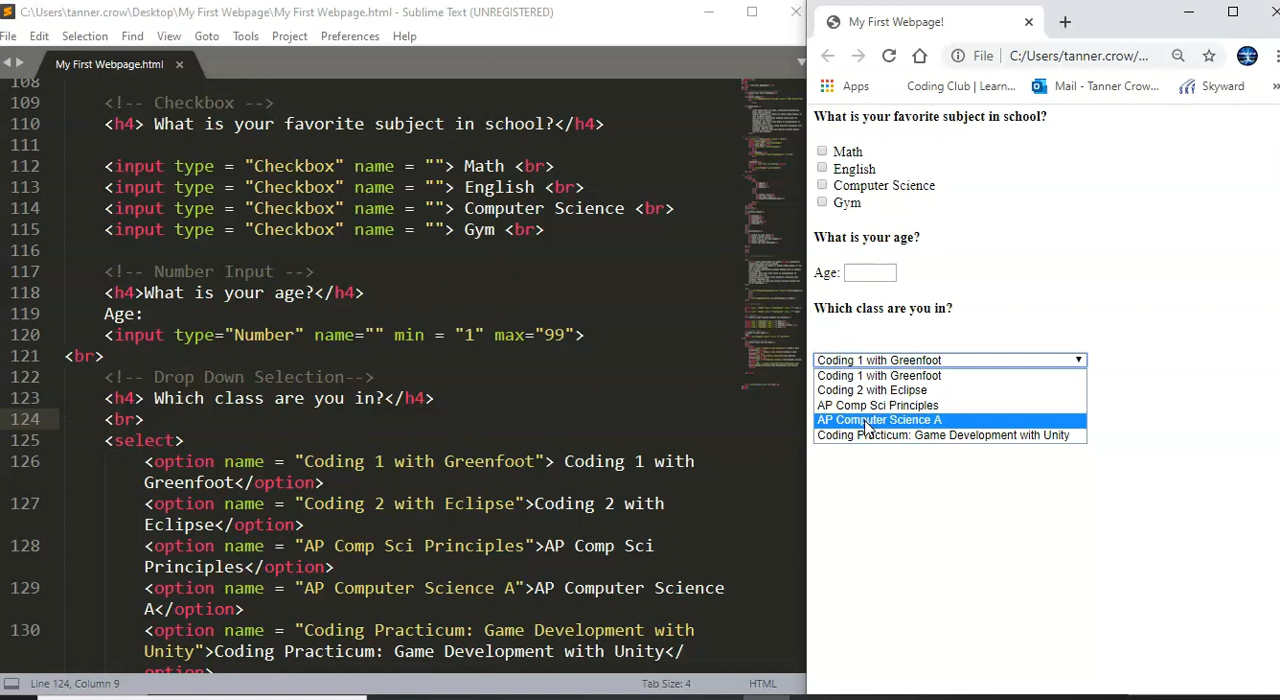 C:\Users\tanner.crow\Desktop\My First Webpage\My First Webpage.html - Sublime Text (UNREGISTERED)
File Edit Selection Find View Goto Tools Project Preferences Help
My First Webpage.html
108
109 <!-- Checkbox -->
110 <h4> What is your favorite subject in school?</h4>
111
112 <input type = "Checkbox" name = ""> Math <br>
113 <input type = "Checkbox" name = ""> English <br>
114 <input type = "Checkbox" name = ""> Computer Science <br>
115 <input type = "Checkbox" name = ""> Gym <br>
116
117 <!-- Number Input -->
118 <h4>What is your age?</h4>
119 Age:
120 <input type="Number" name="" min = "1" max="99">
121 <br>
122 <!-- Drop Down Selection-->
123 <h4> Which class are you in?</h4>
124 <br>
125 <select>
126 <option name = "Coding 1 with Greenfoot"> Coding 1 with
Greenfoot</option>
127 <option name = "Coding 2 with Eclipse">Coding 2 with
Eclipse</option>
128 <option name = "AP Comp Sci Principles">AP Comp Sci
Principles</option>
129 <option name = "AP Computer Science A">AP Computer Science
A</option>
130 <option name = "Coding Practicum: Game Development with
Unity">Coding Practicum: Game Development with Unity</
option>
Line 124, Column 9 Tab Size: 4 HTML
My First Webpage!
File C:/Users/tanner.crow/...
Apps Coding Club | Learn... Mail - Tanner Crow... Skyward »
What is your favorite subject in school?
Math
English
Computer Science
Gym
What is your age?
Age:
Which class are you in?
Coding 1 with Greenfoot
Coding 1 with Greenfoot
Coding 2 with Eclipse
AP Comp Sci Principles
AP Computer Science A
Coding Practicum: Game Development with Unity